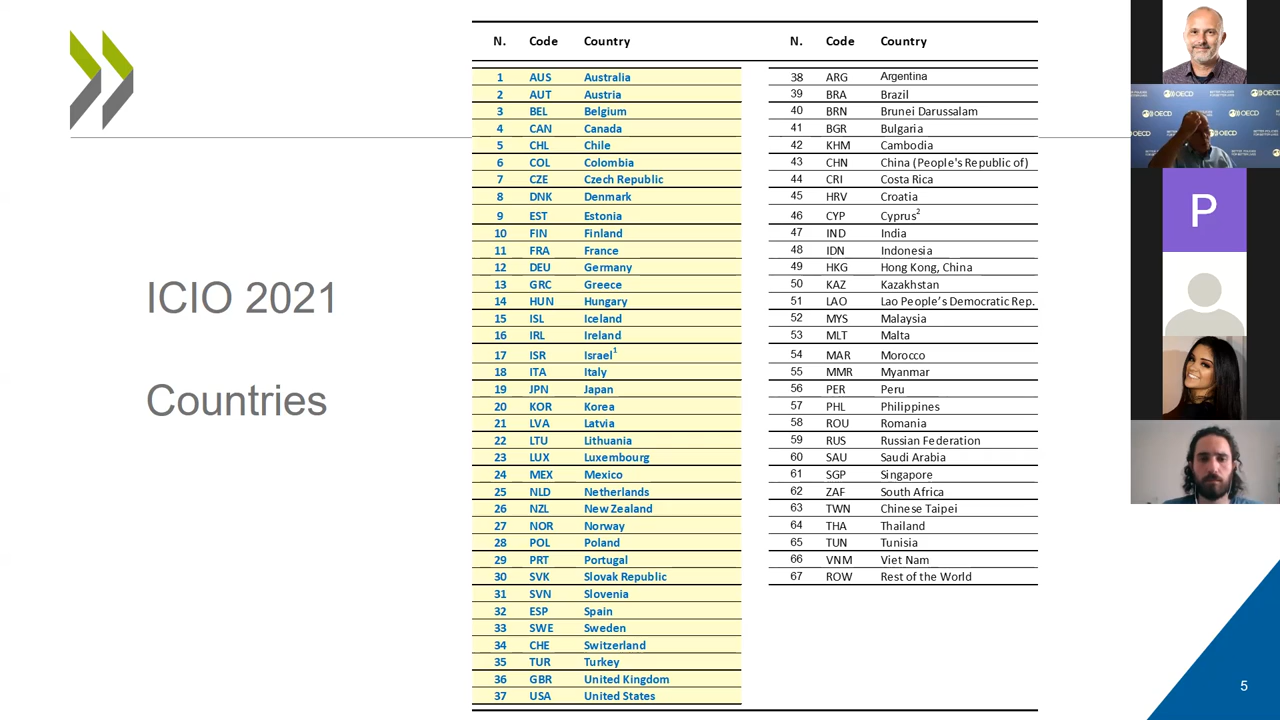 ICIO 2021
Countries
N. Code Country
1 AUS Australia
2 AUT Austria
3 BEL Belgium
4 CAN Canada
5 CHL Chile
6 COL Colombia
7 CZE Czech Republic
8 DNK Denmark
9 EST Estonia
10 FIN Finland
11 FRA France
12 DEU Germany
13 GRC Greece
14 HUN Hungary
15 ISL Iceland
16 IRL Ireland
17 ISR Israel1
18 ITA Italy
19 JPN Japan
20 KOR Korea
21 LVA Latvia
22 LTU Lithuania
23 LUX Luxembourg
24 MEX Mexico
25 NLD Netherlands
26 NZL New Zealand
27 NOR Norway
28 POL Poland
29 PRT Portugal
30 SVK Slovak Republic
31 SVN Slovenia
32 ESP Spain
33 SWE Sweden
34 CHE Switzerland
35 TUR Turkey
36 GBR United Kingdom
37 USA United States
N. Code Country
38 ARG Argentina
39 BRA Brazil
40 BRN Brunei Darussalam
41 BGR Bulgaria
42 KHM Cambodia
43 CHN China (People's Republic of)
44 CRI Costa Rica
45 HRV Croatia
46 CYP Cyprus2
47 IND India
48 IDN Indonesia
49 HKG Hong Kong, China
50 KAZ Kazakhstan
51 LAO Lao People’s Democratic Rep.
52 MYS Malaysia
53 MLT Malta
54 MAR Morocco
55 MMR Myanmar
56 PER Peru
57 PHL Philippines
58 ROU Romania
59 RUS Russian Federation
60 SAU Saudi Arabia
61 SGP Singapore
62 ZAF South Africa
63 TWN Chinese Taipei
64 THA Thailand
65 TUN Tunisia
66 VNM Viet Nam
67 ROW Rest of the World
OECD
OECD
OECD
OECD
P
5